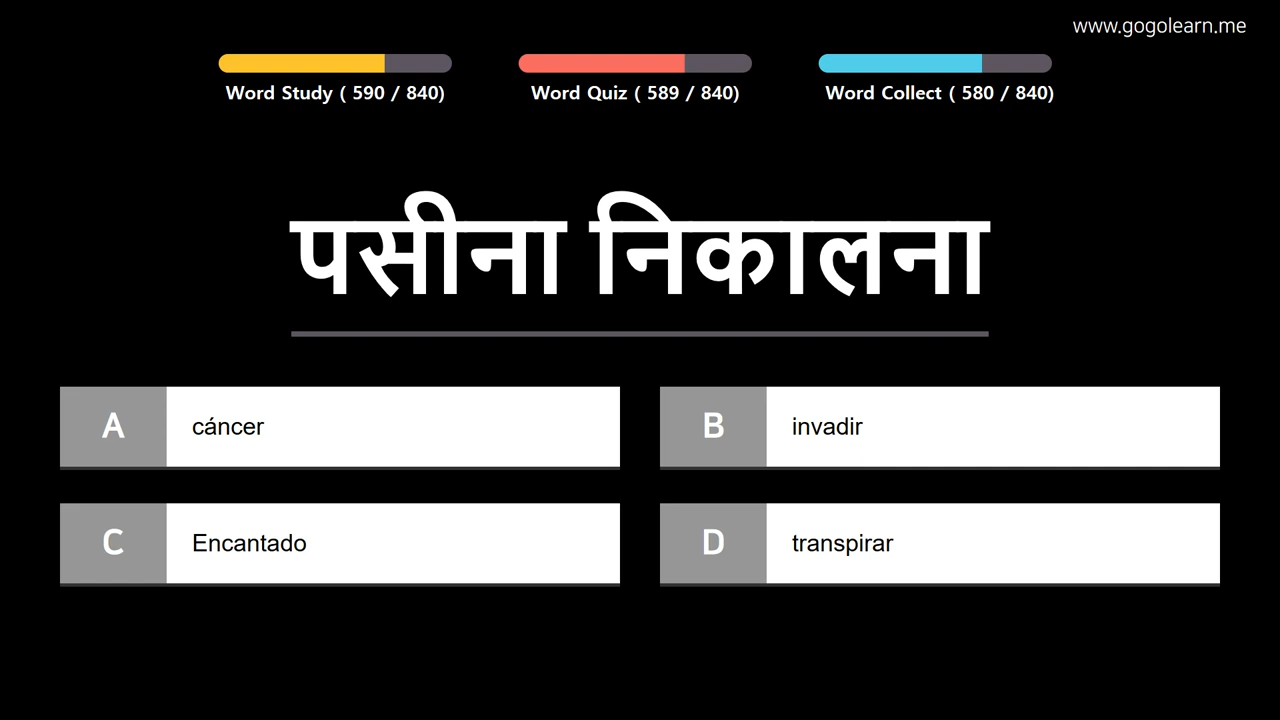 www.gogolearn.me
Word Study ( 590 / 840)
Word Quiz ( 589 / 840)
Word Collect ( 580 / 840)
पसीना निकालना
A cáncer
B invadir
C Encantado
D transpirar